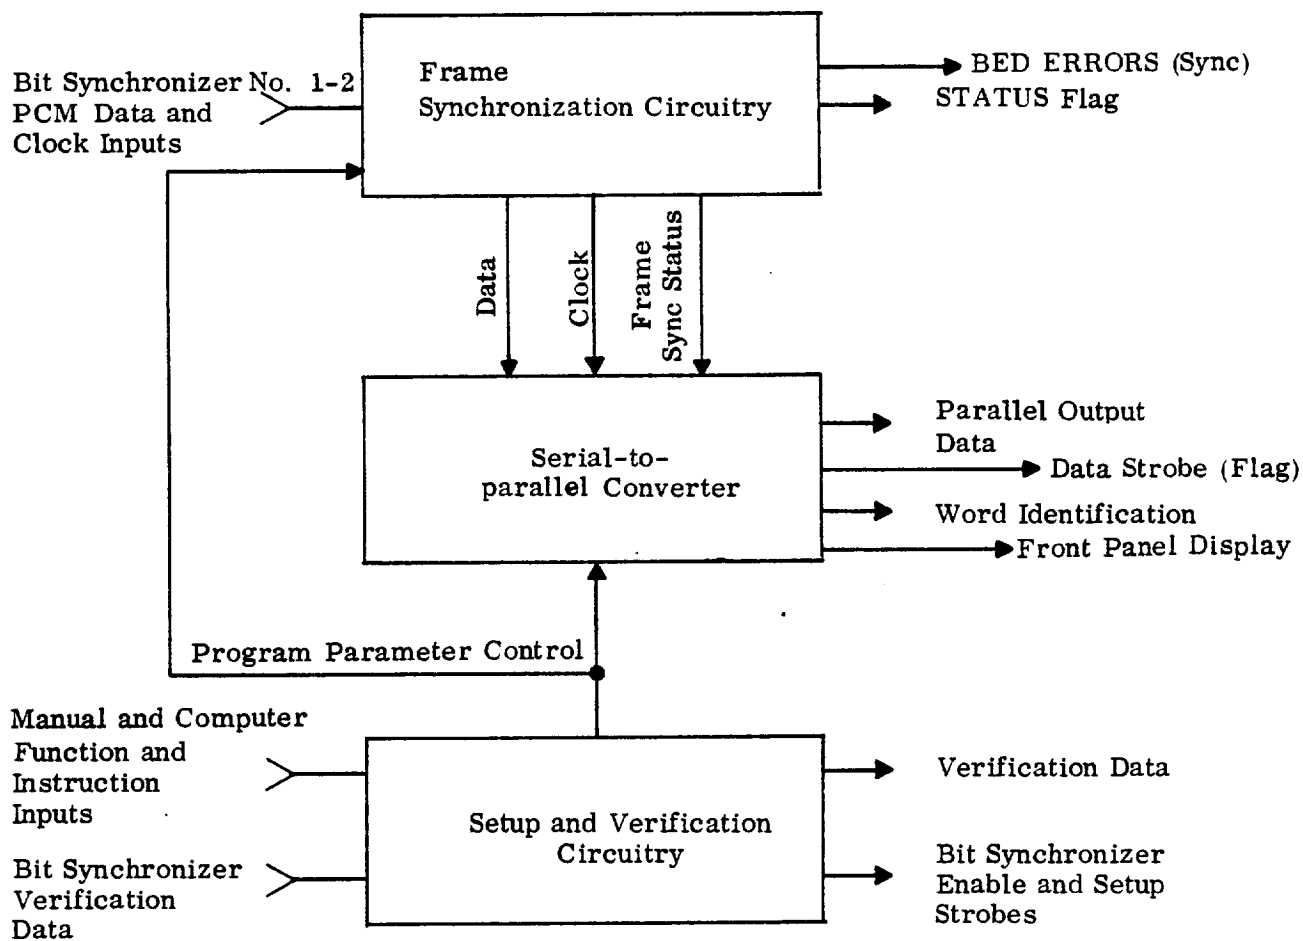 Bit Synchronizer No. 1-2
PCM Data and
Clock Inputs
Frame
Synchronization Circuitry
BED ERRORS (Sync)
STATUS Flag
Data
Clock
Frame
Sync Status
Serial-to-
parallel Converter
Parallel Output
Data
Data Strobe (Flag)
Word Identification
Front Panel Display
Program Parameter Control
Manual and Computer
Function and
Instruction
Inputs
Bit Synchronizer
Verification
Data
Setup and Verification
Circuitry
Verification Data
Bit Synchronizer
Enable and Setup
Strobes